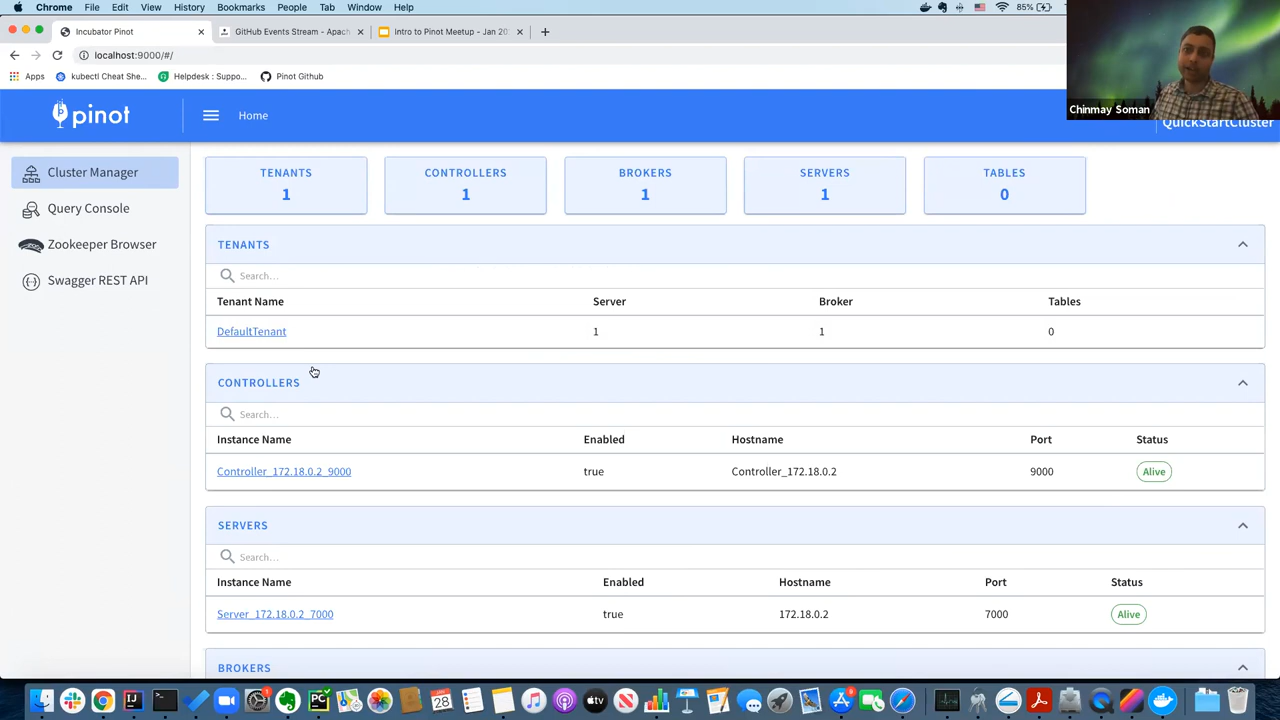 Chrome File Edit View History Bookmarks People Tab Window Help 85%
Incubator Pinot
GitHub Events Stream - Apach
Intro to Pinot Meetup - Jan 20
localhost:9000/#/
Apps kubectl Cheat She... Helpdesk : Suppo... Pinot Github
Chinmay Soman
pinot Home QuickStartCluster
Cluster Manager
Query Console
Zookeeper Browser
Swagger REST API
TENANTS CONTROLLERS BROKERS SERVERS TABLES
1 1 1 1 0
TENANTS
Search...
Tenant Name Server Broker Tables
DefaultTenant 1 1 0
CONTROLLERS
Search...
Instance Name Enabled Hostname Port Status
Controller_172.18.0.2_9000 true Controller_172.18.0.2 9000 Alive
SERVERS
Search...
Instance Name Enabled Hostname Port Status
Server_172.18.0.2_7000 true 172.18.0.2 7000 Alive
BROKERS